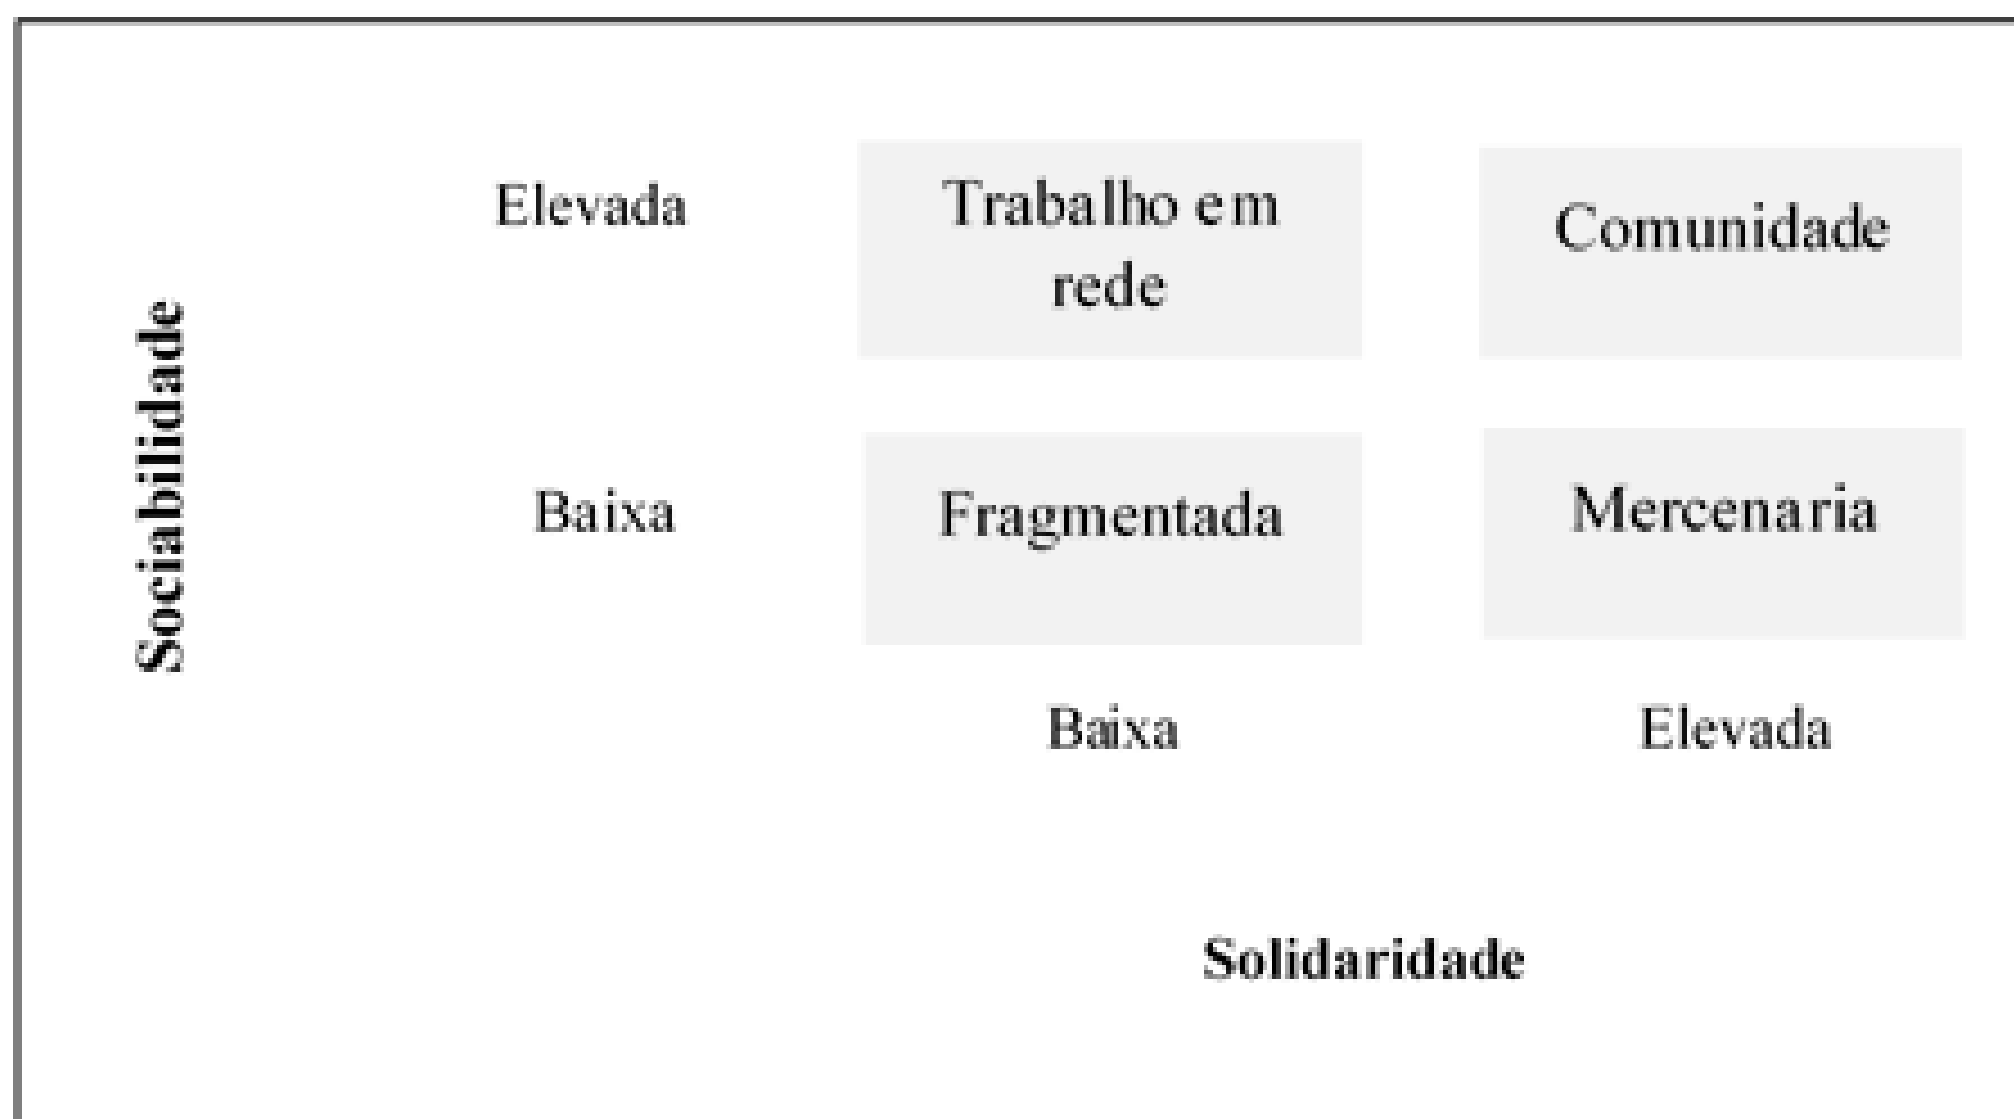 Sociabilidade
Elevada
Trabalho em
rede
Comunidade
Baixa
Fragmentada
Mercenaria
Baixa
Elevada
Solidaridade